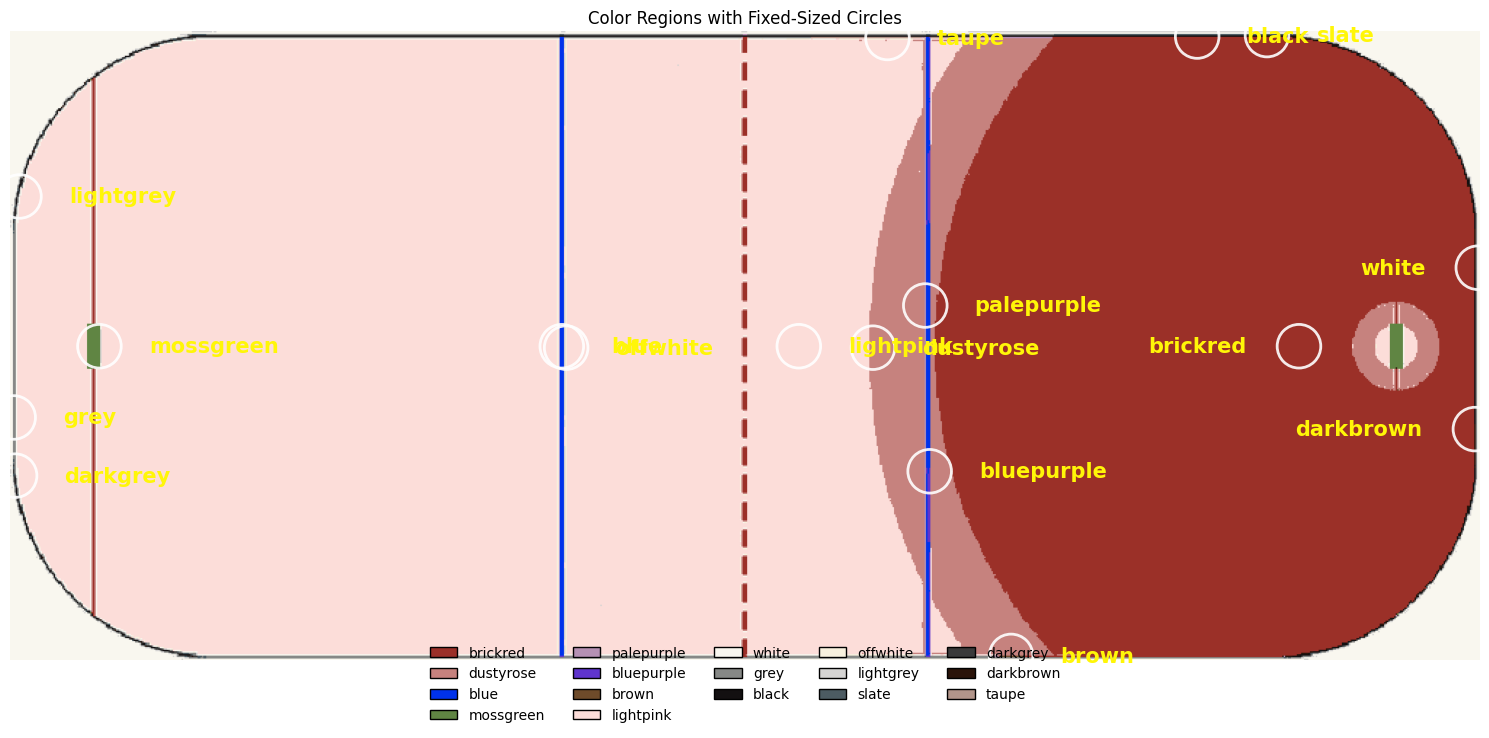 Color Regions with Fixed-Sized Circles
taupe
black
slate
lightgrey
white
palepurple
mossgreen
blue
offwhite
lightpink
dustyrose
brickred
grey
darkbrown
darkgrey
bluepurple
brown
brickred palepurple white offwhite darkgrey
dustyrose bluepurple grey lightgrey darkbrown
blue brown black slate taupe
mossgreen lightpink